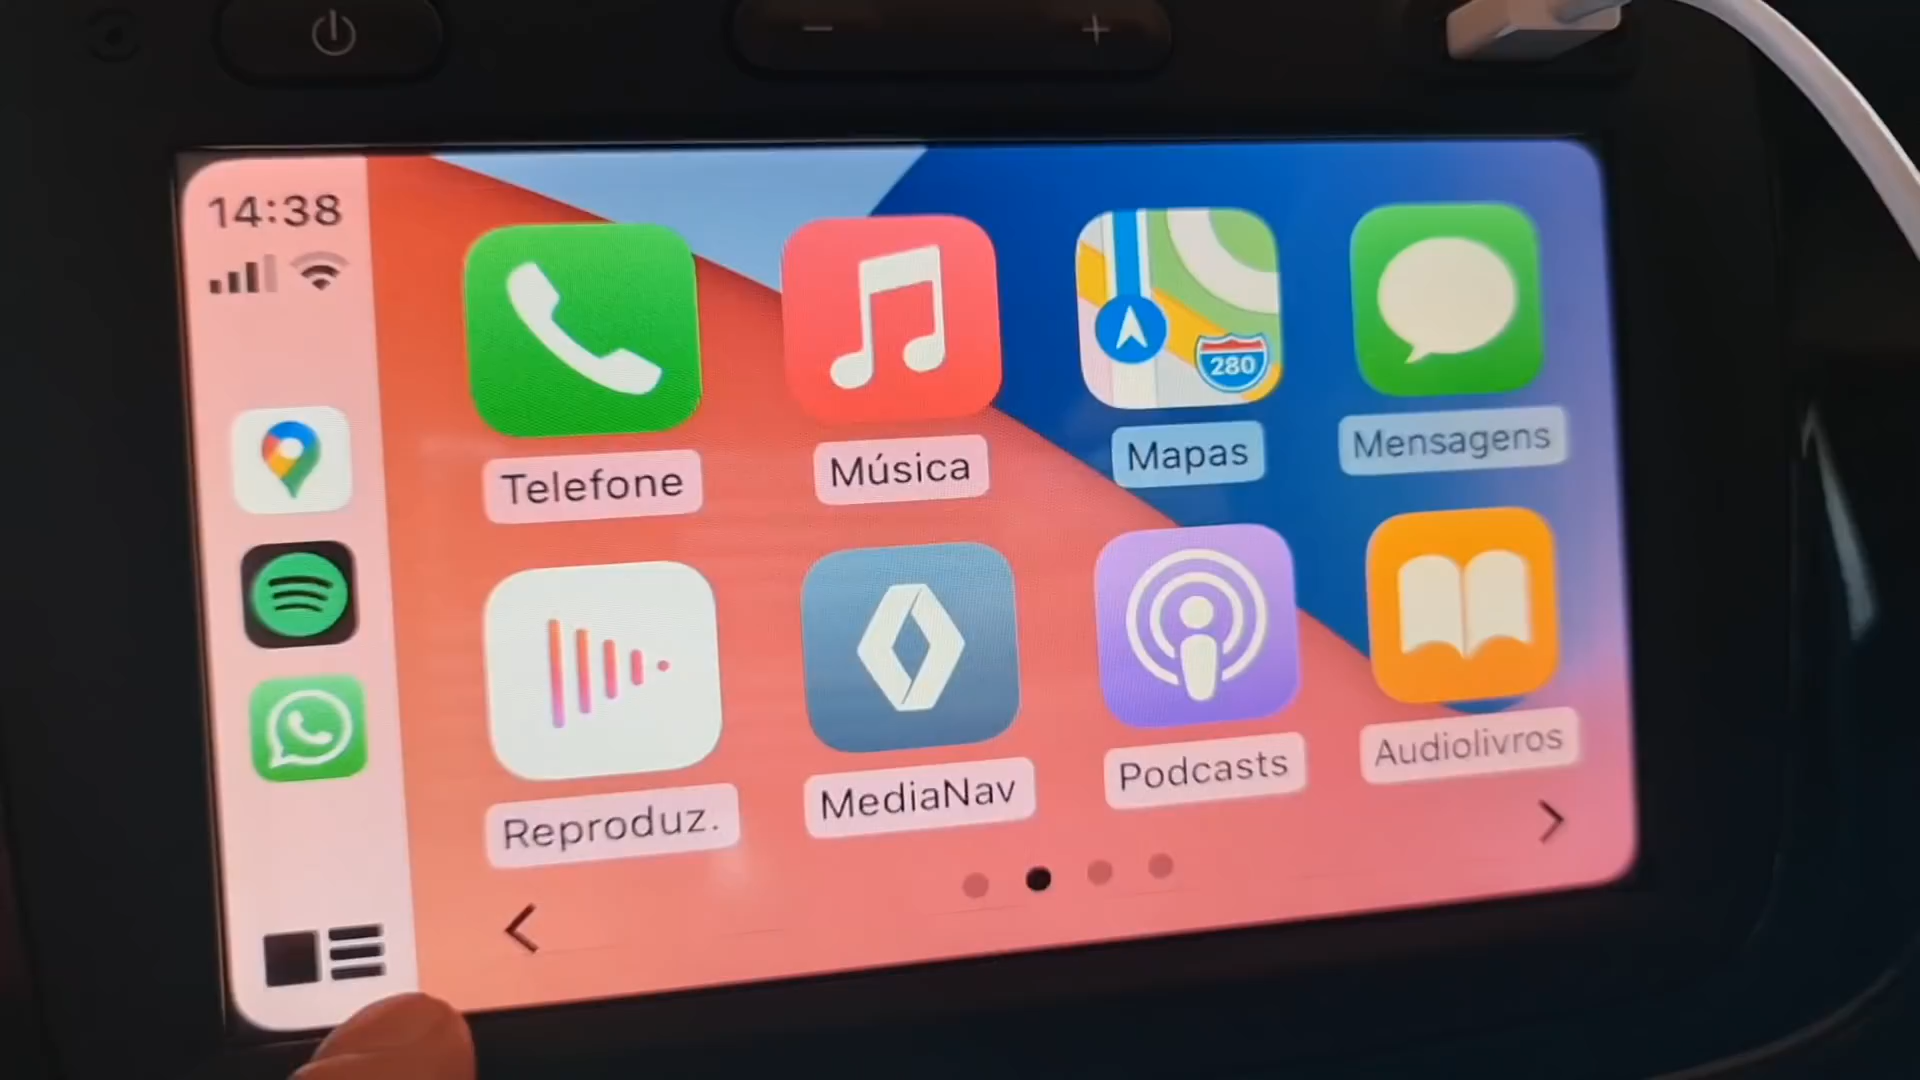 14:38
280
Telefone
Música
Mapas
Mensagens
Reproduz.
MediaNav
Podcasts
Audiolivros